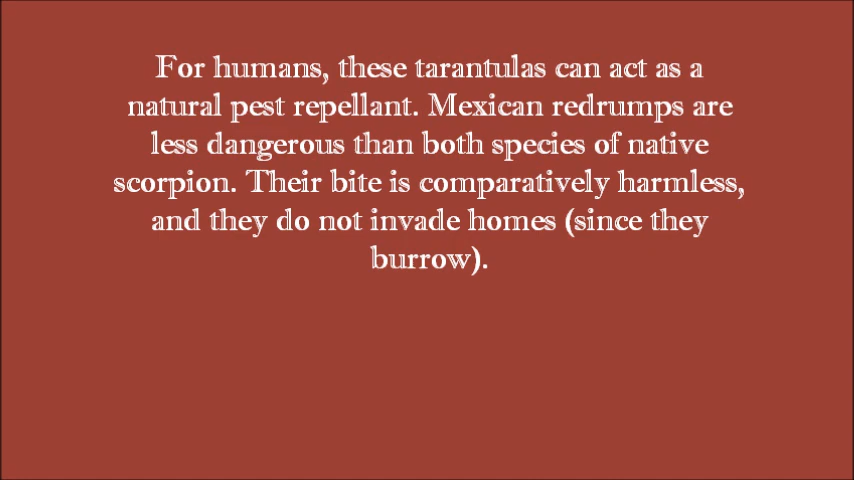 For humans, these tarantulas can act as a
natural pest repellant. Mexican redrumps are
less dangerous than both species of native
scorpion. Their bite is comparatively harmless,
and they do not invade homes (since they
burrow).